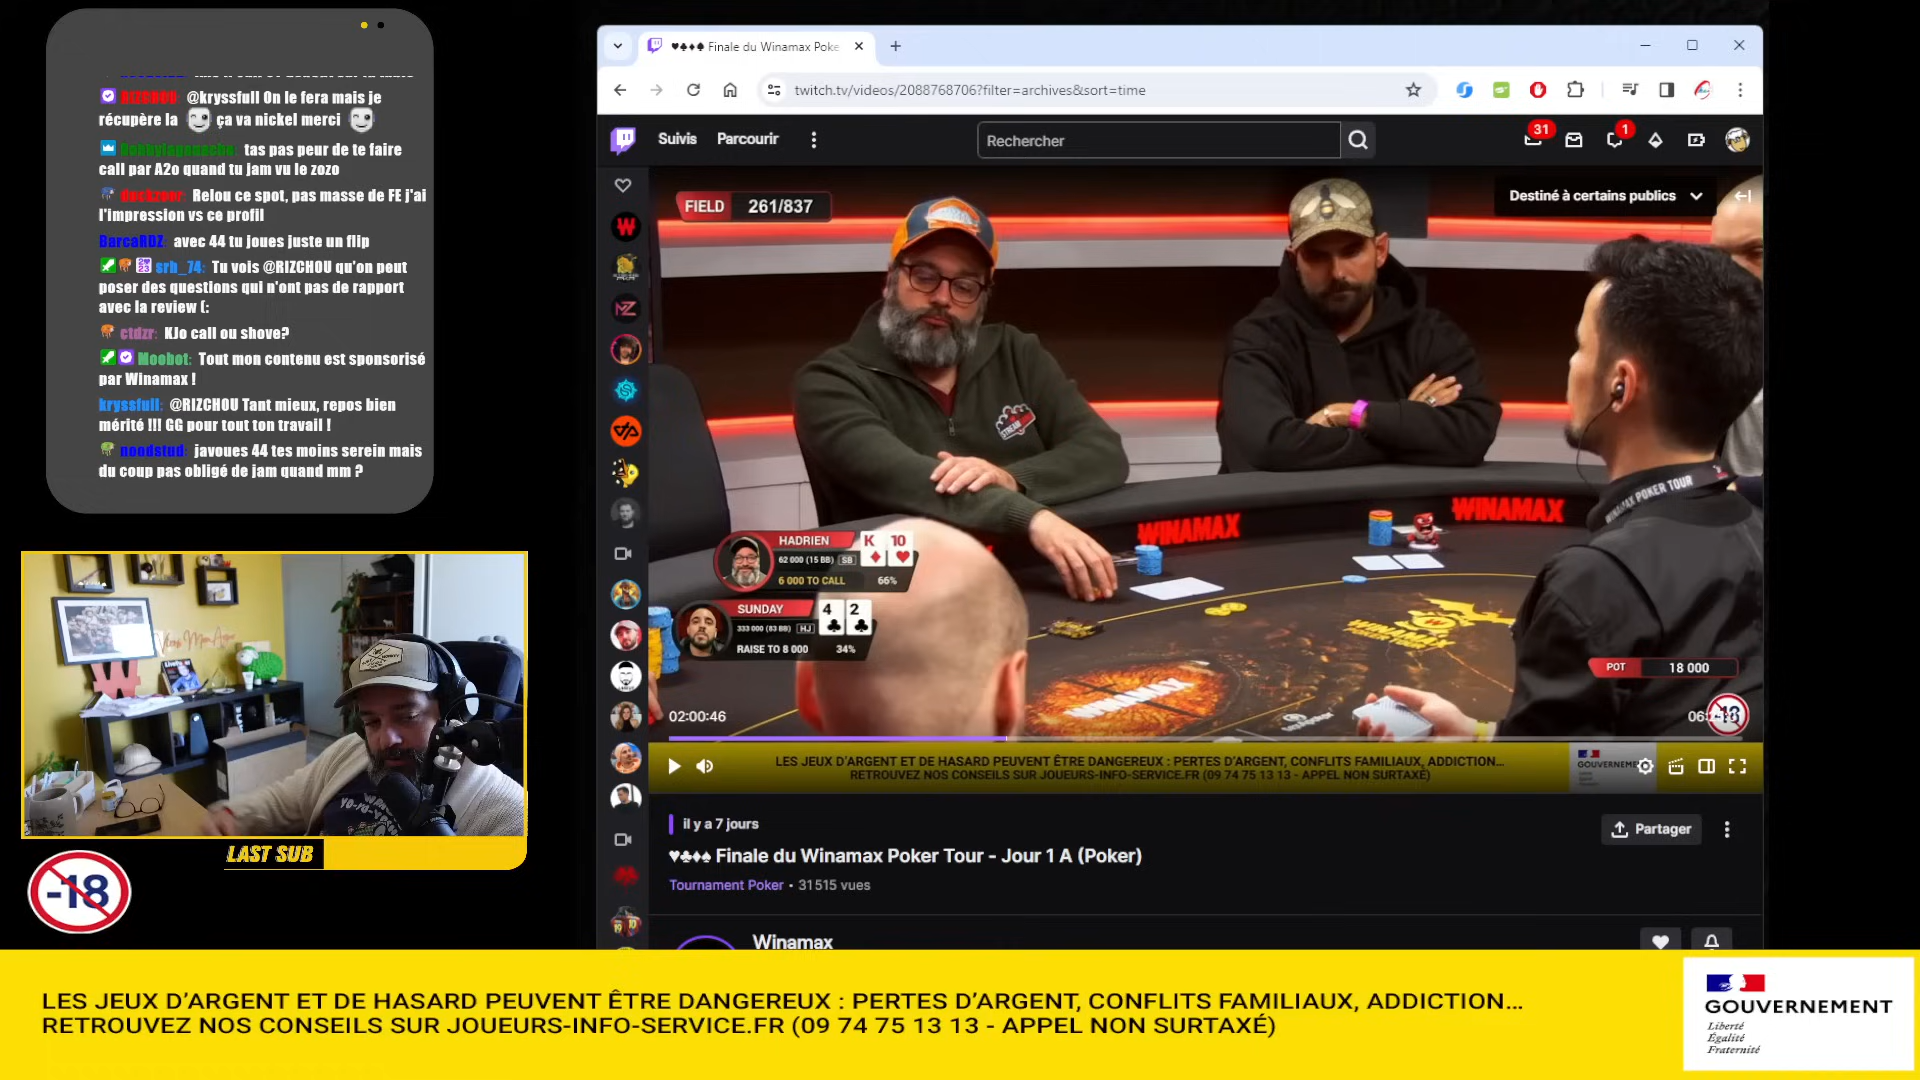 @kryssfull On le fera mais je
récupère la ça va nickel merci
tas pas peur de te faire
call par A2o quand tu jam vu le zozo
duckzeer: Relou ce spot, pas masse de FE j'ai
l'impression vs ce profil
BarcaRDZ: avec 44 tu joues juste un flip
srh_74: Tu vois @RIZCHOU qu'on peut
poser des questions qui n'ont pas de rapport
avec la review (:
ctdzr: KJo call ou shove?
Moobot: Tout mon contenu est sponsorisé
par Winamax !
kryssfull: @RIZCHOU Tant mieux, repos bien
mérité !!! GG pour tout ton travail !
noodstud: javoues 44 tes moins serein mais
du coup pas obligé de jam quand mm ?
LAST SUB
-18
♥♣♦♠ Finale du Winamax Poke
twitch.tv/videos/2088768706?filter=archives&sort=time
Suivis Parcourir
Rechercher
31
1
FIELD 261/837
Destiné à certains publics
STREAM
WINAMAX
WINAMAX
WINAMAX POKER TOUR
HADRIEN
K 10
62 000 (15 BB) SB
6 000 TO CALL 66%
SUNDAY
4 2
333 000 (83 BB) HJ
RAISE TO 8 000 34%
WINAMAX
WINAMAX
POT 18 000
02:00:46
LES JEUX D'ARGENT ET DE HASARD PEUVENT ÊTRE DANGEREUX : PERTES D'ARGENT, CONFLITS FAMILIAUX, ADDICTION...
RETROUVEZ NOS CONSEILS SUR JOUEURS-INFO-SERVICE.FR (09 74 75 13 13 - APPEL NON SURTAXÉ)
il y a 7 jours
Partager
♥♣♦♠ Finale du Winamax Poker Tour - Jour 1 A (Poker)
Tournament Poker • 31 515 vues
Winamax
LES JEUX D'ARGENT ET DE HASARD PEUVENT ÊTRE DANGEREUX : PERTES D'ARGENT, CONFLITS FAMILIAUX, ADDICTION...
RETROUVEZ NOS CONSEILS SUR JOUEURS-INFO-SERVICE.FR (09 74 75 13 13 - APPEL NON SURTAXÉ)
GOUVERNEMENT
Liberté
Égalité
Fraternité